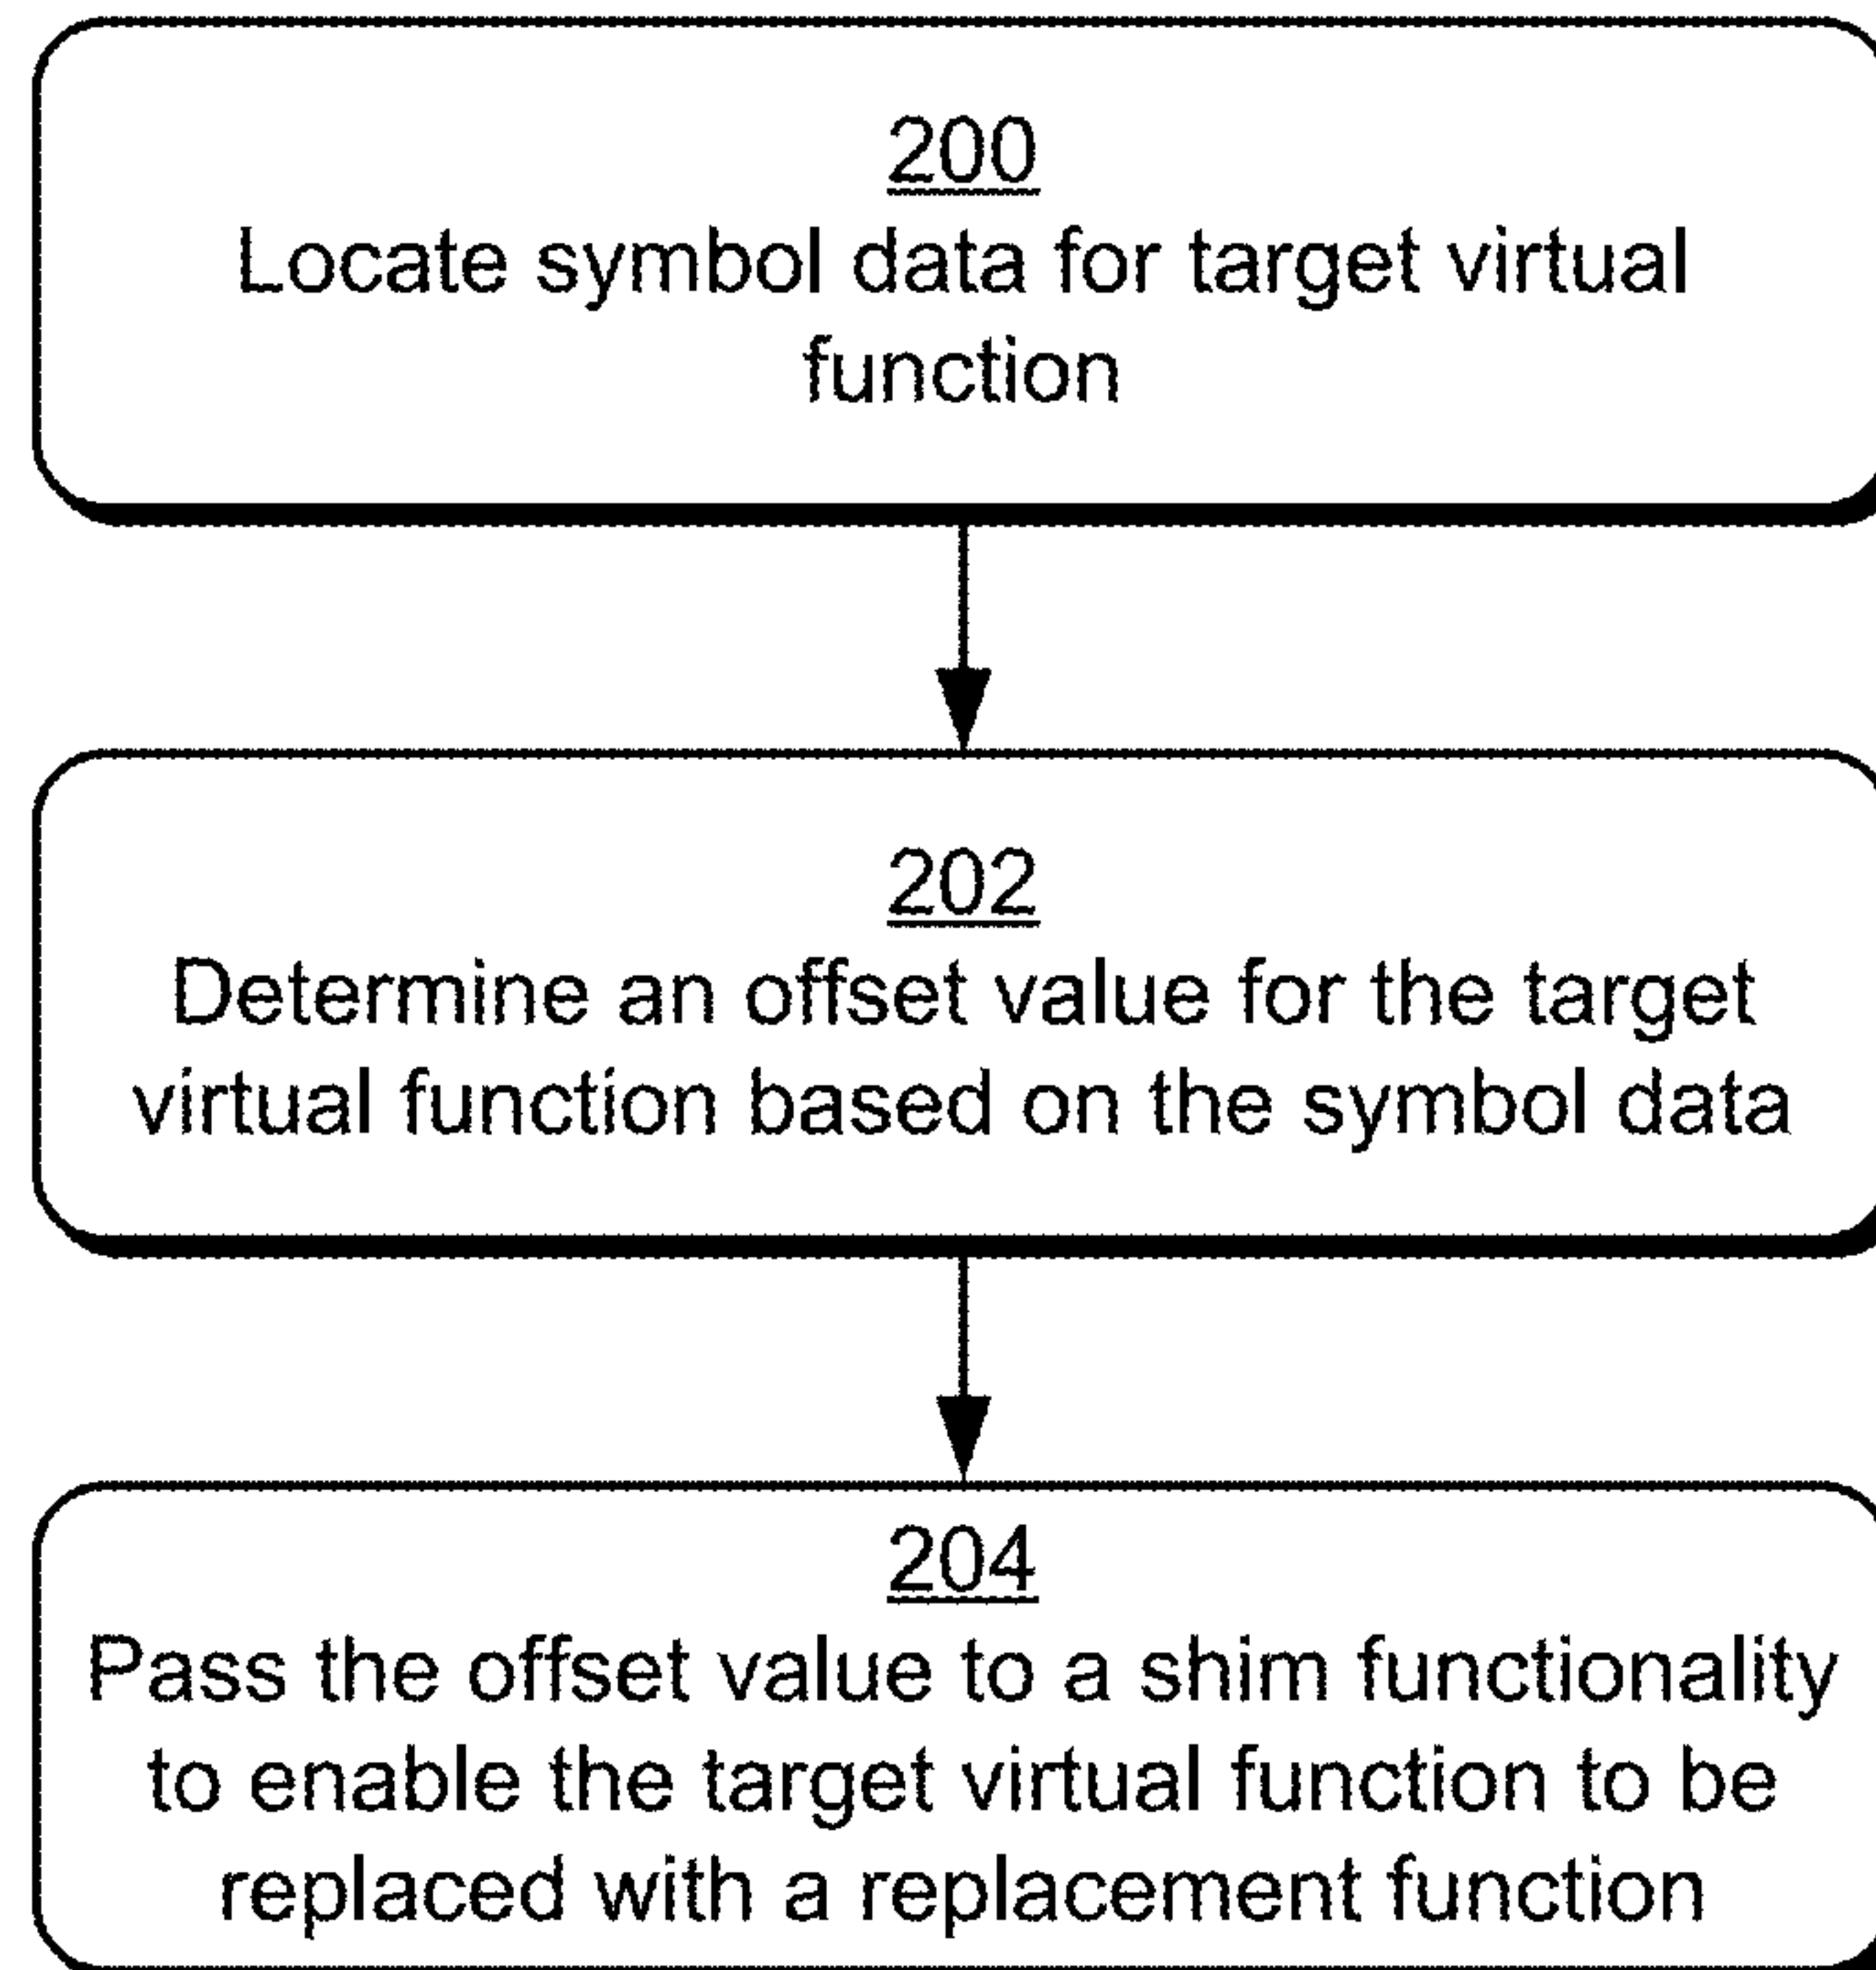 200
Locate symbol data for target virtual
function
202
Determine an offset value for the target
virtual function based on the symbol data
204
Pass the offset value to a shim functionality
to enable the target virtual function to be
replaced with a replacement function